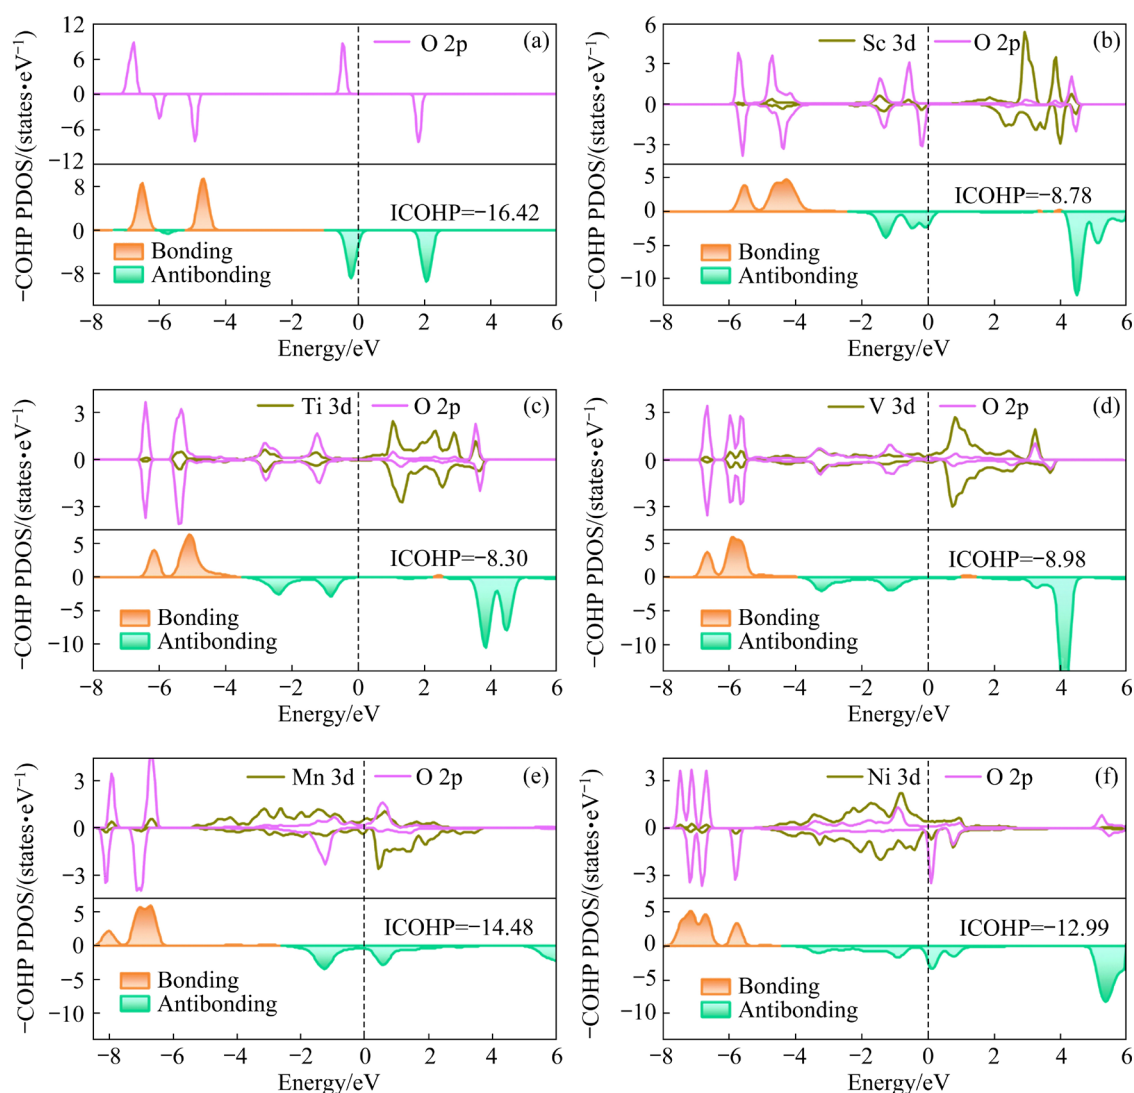 −COHP PDOS/(states•eV⁻¹)
12
6
0
−6
−12
8
0
−8
O 2p
(a)
ICOHP=−16.42
Bonding
Antibonding
−8 −6 −4 −2 0 2 4 6
Energy/eV
−COHP PDOS/(states•eV⁻¹)
6
3
0
−3
5
0
−5
−10
Sc 3d
O 2p
(b)
ICOHP=−8.78
Bonding
Antibonding
−8 −6 −4 −2 0 2 4 6
Energy/eV
−COHP PDOS/(states•eV⁻¹)
3
0
−3
5
0
−5
−10
Ti 3d
O 2p
(c)
ICOHP=−8.30
Bonding
Antibonding
−8 −6 −4 −2 0 2 4 6
Energy/eV
−COHP PDOS/(states•eV⁻¹)
3
0
−3
5
0
−5
−10
V 3d
O 2p
(d)
ICOHP=−8.98
Bonding
Antibonding
−8 −6 −4 −2 0 2 4 6
Energy/eV
−COHP PDOS/(states•eV⁻¹)
3
0
−3
5
0
−5
−10
Mn 3d
O 2p
(e)
ICOHP=−14.48
Bonding
Antibonding
−8 −6 −4 −2 0 2 4 6
Energy/eV
−COHP PDOS/(states•eV⁻¹)
3
0
−3
5
0
−5
−10
Ni 3d
O 2p
(f)
ICOHP=−12.99
Bonding
Antibonding
−8 −6 −4 −2 0 2 4 6
Energy/eV